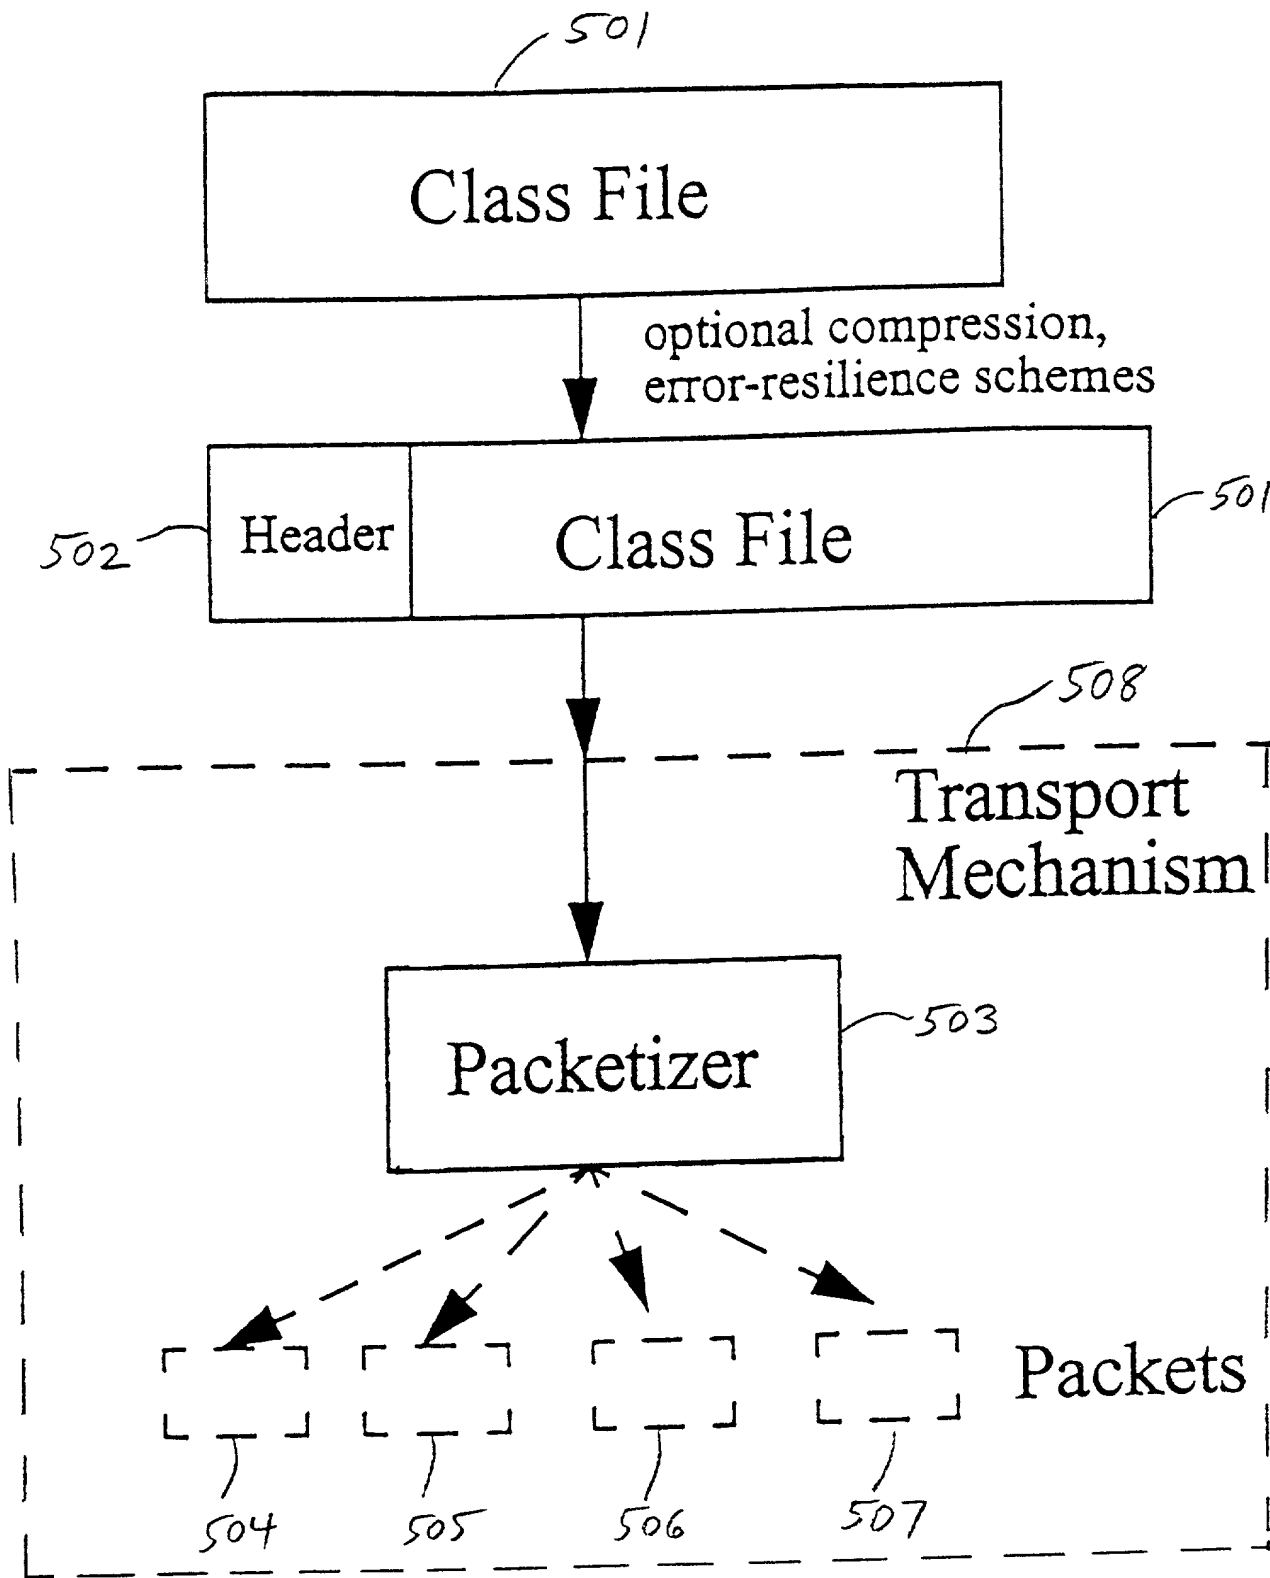 501
Class File
optional compression,
error-resilience schemes
502
Header
Class File
501
508
Transport
Mechanism
Packetizer
503
Packets
504
505
506
507